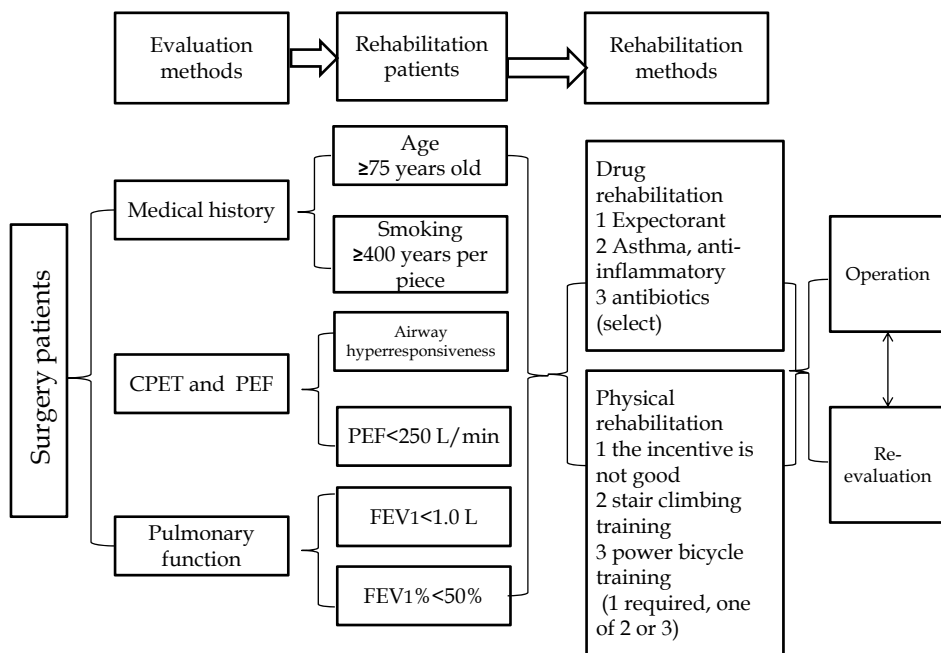 Evaluation
methods
Rehabilitation
patients
Rehabilitation
methods
Surgery patients
Medical history
CPET and PEF
Pulmonary
function
Age
≥75 years old
Smoking
≥400 years per
piece
Airway
hyperresponsiveness
PEF<250 L/min
FEV1<1.0 L
FEV1%<50%
Drug
rehabilitation
1 Expectorant
2 Asthma, anti-
inflammatory
3 antibiotics
(select)
Physical
rehabilitation
1 the incentive is
not good
2 stair climbing
training
3 power bicycle
training
(1 required, one
of 2 or 3)
Operation
Re-
evaluation